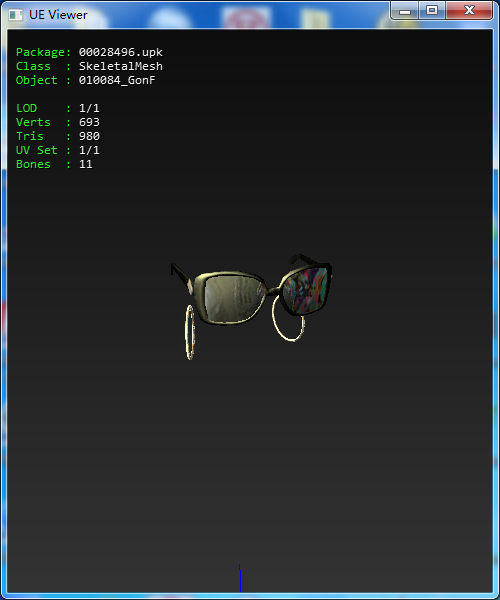 UE Viewer
Package: 00028496.upk
Class : SkeletalMesh
Object : 010084_GonF
LOD : 1/1
Verts : 693
Tris : 980
UV Set : 1/1
Bones : 11